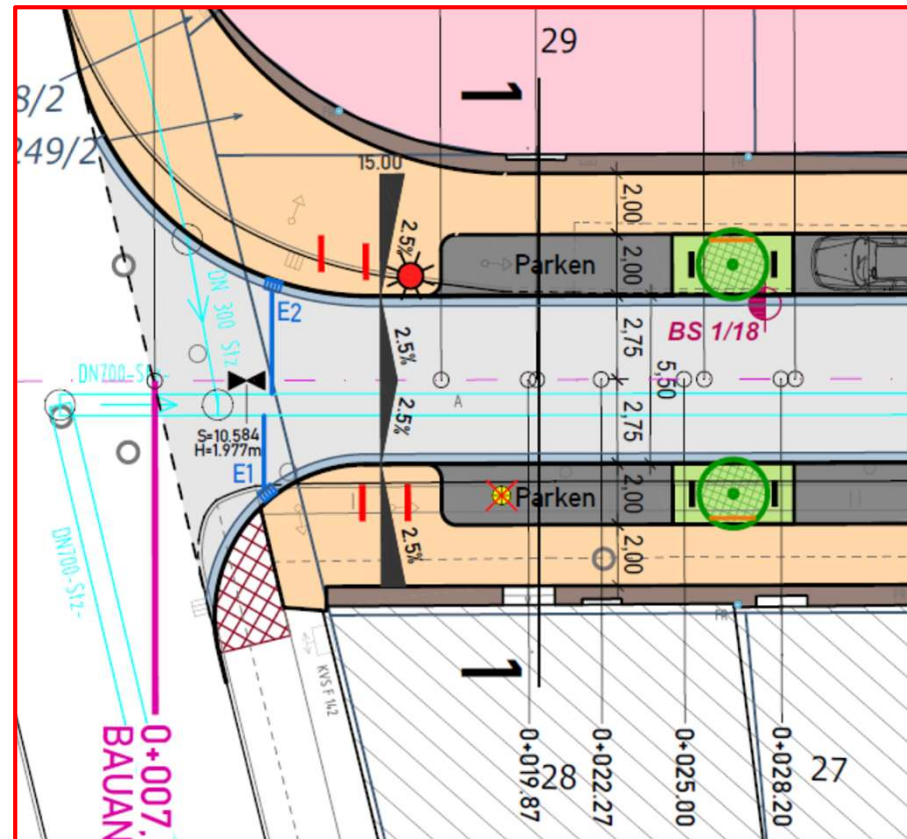 29
1
8/2
249/2
15.00
2.5%
2,00
2,00
Parken
E2
DN 300 Stz
2.5%
2,75
BS 1/18
5,50
DN700-Stz-
A
S=10.584
H=1.977m
2.5%
2,75
E1
Parken
2,00
2.5%
2,00
DN700-Stz-
KVS F 142
1
0+007,
BAUAN
0+019.87
28
0+022.27
0+025.00
0+028.20
27